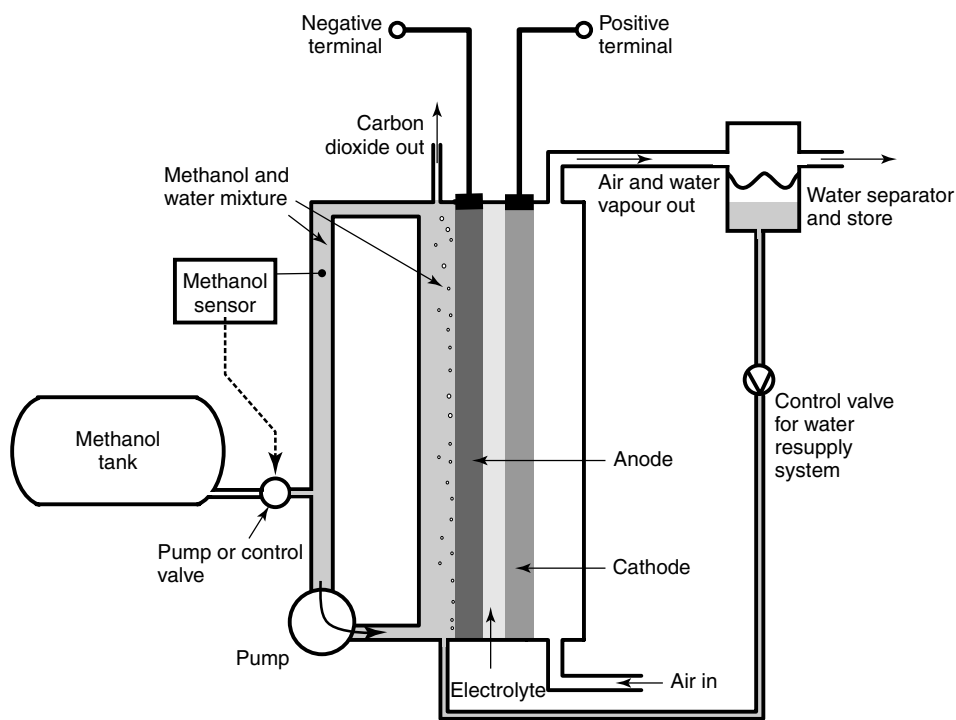 Negative
terminal
Positive
terminal
Carbon
dioxide out
Methanol and
water mixture
Air and water
vapour out
Water separator
and store
Methanol
sensor
Control valve
for water
resupply
system
Methanol
tank
Anode
Pump or control
valve
Cathode
Pump
Electrolyte
Air in